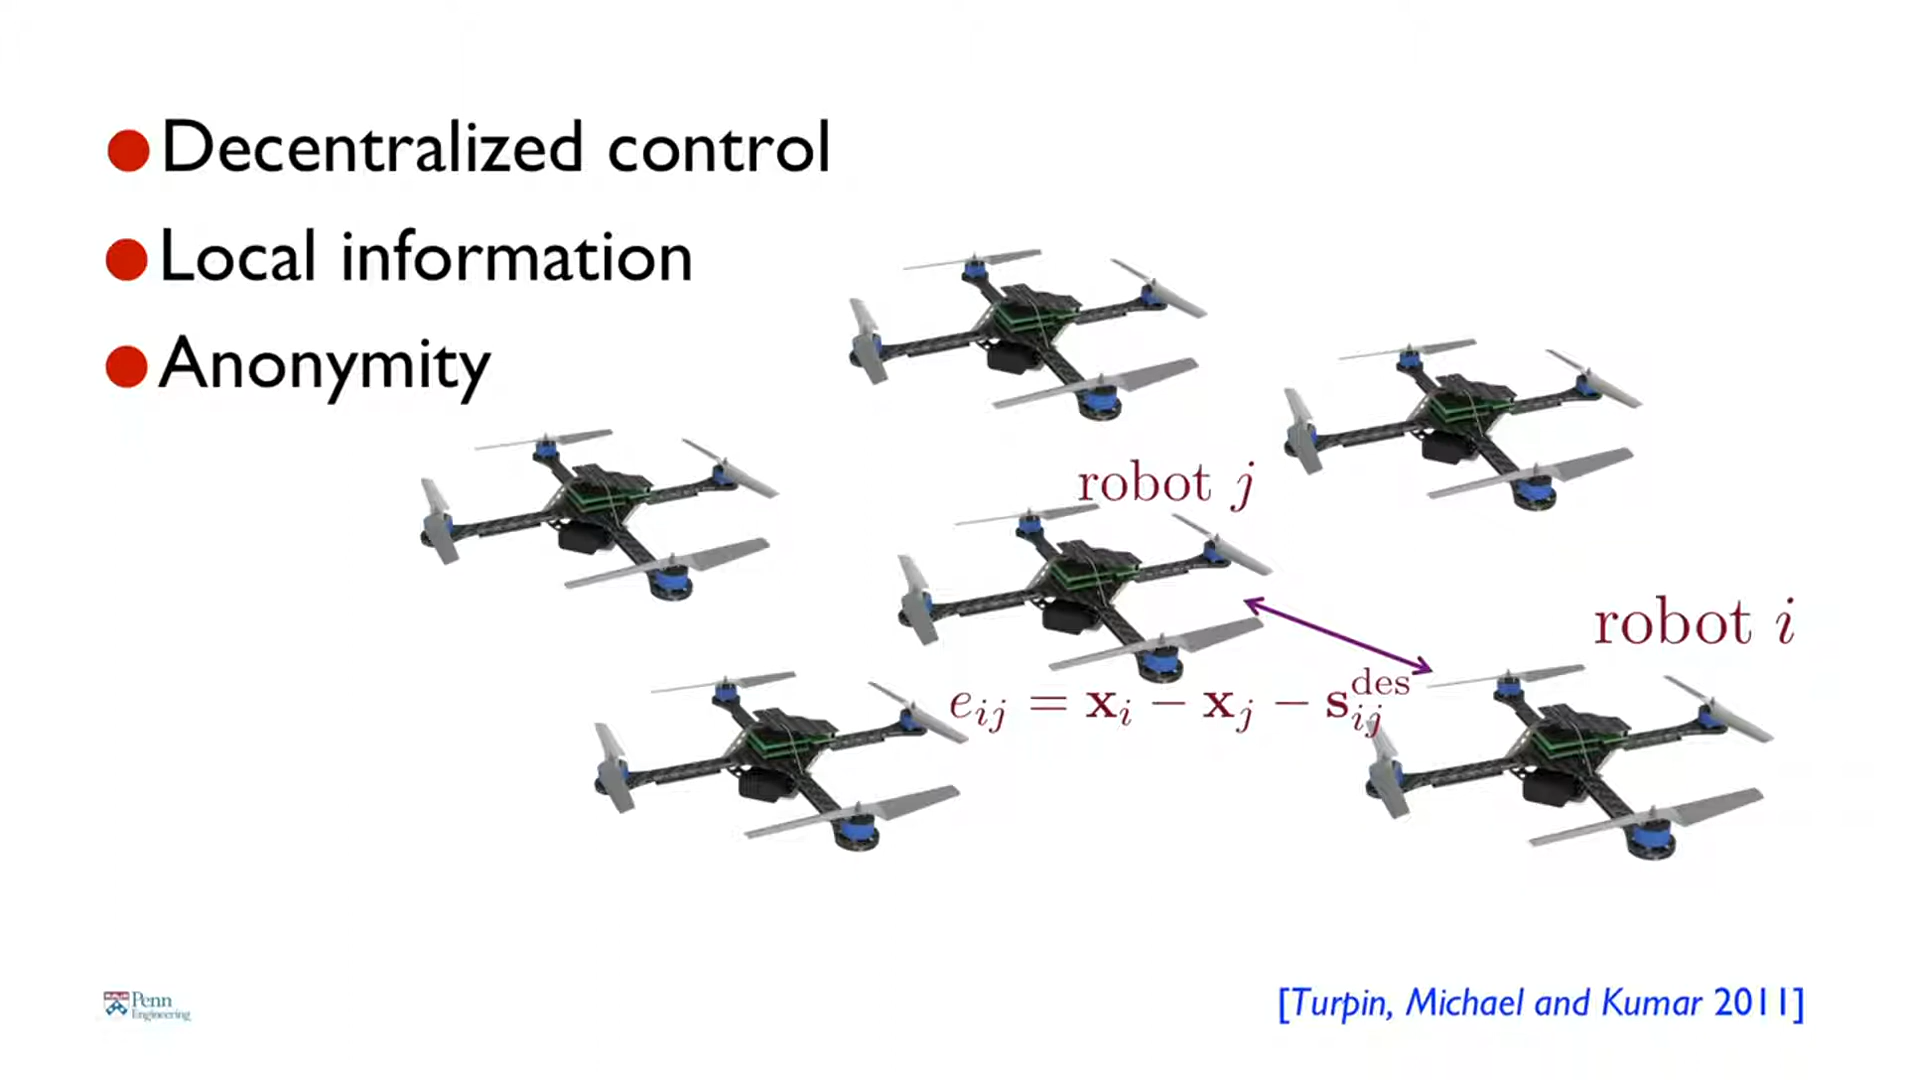 Decentralized control
Local information
Anonymity
robot j
robot i
e_{ij} = x_i − x_j − s_{ij}^{des}
Penn
Engineering
[Turpin, Michael and Kumar 2011]